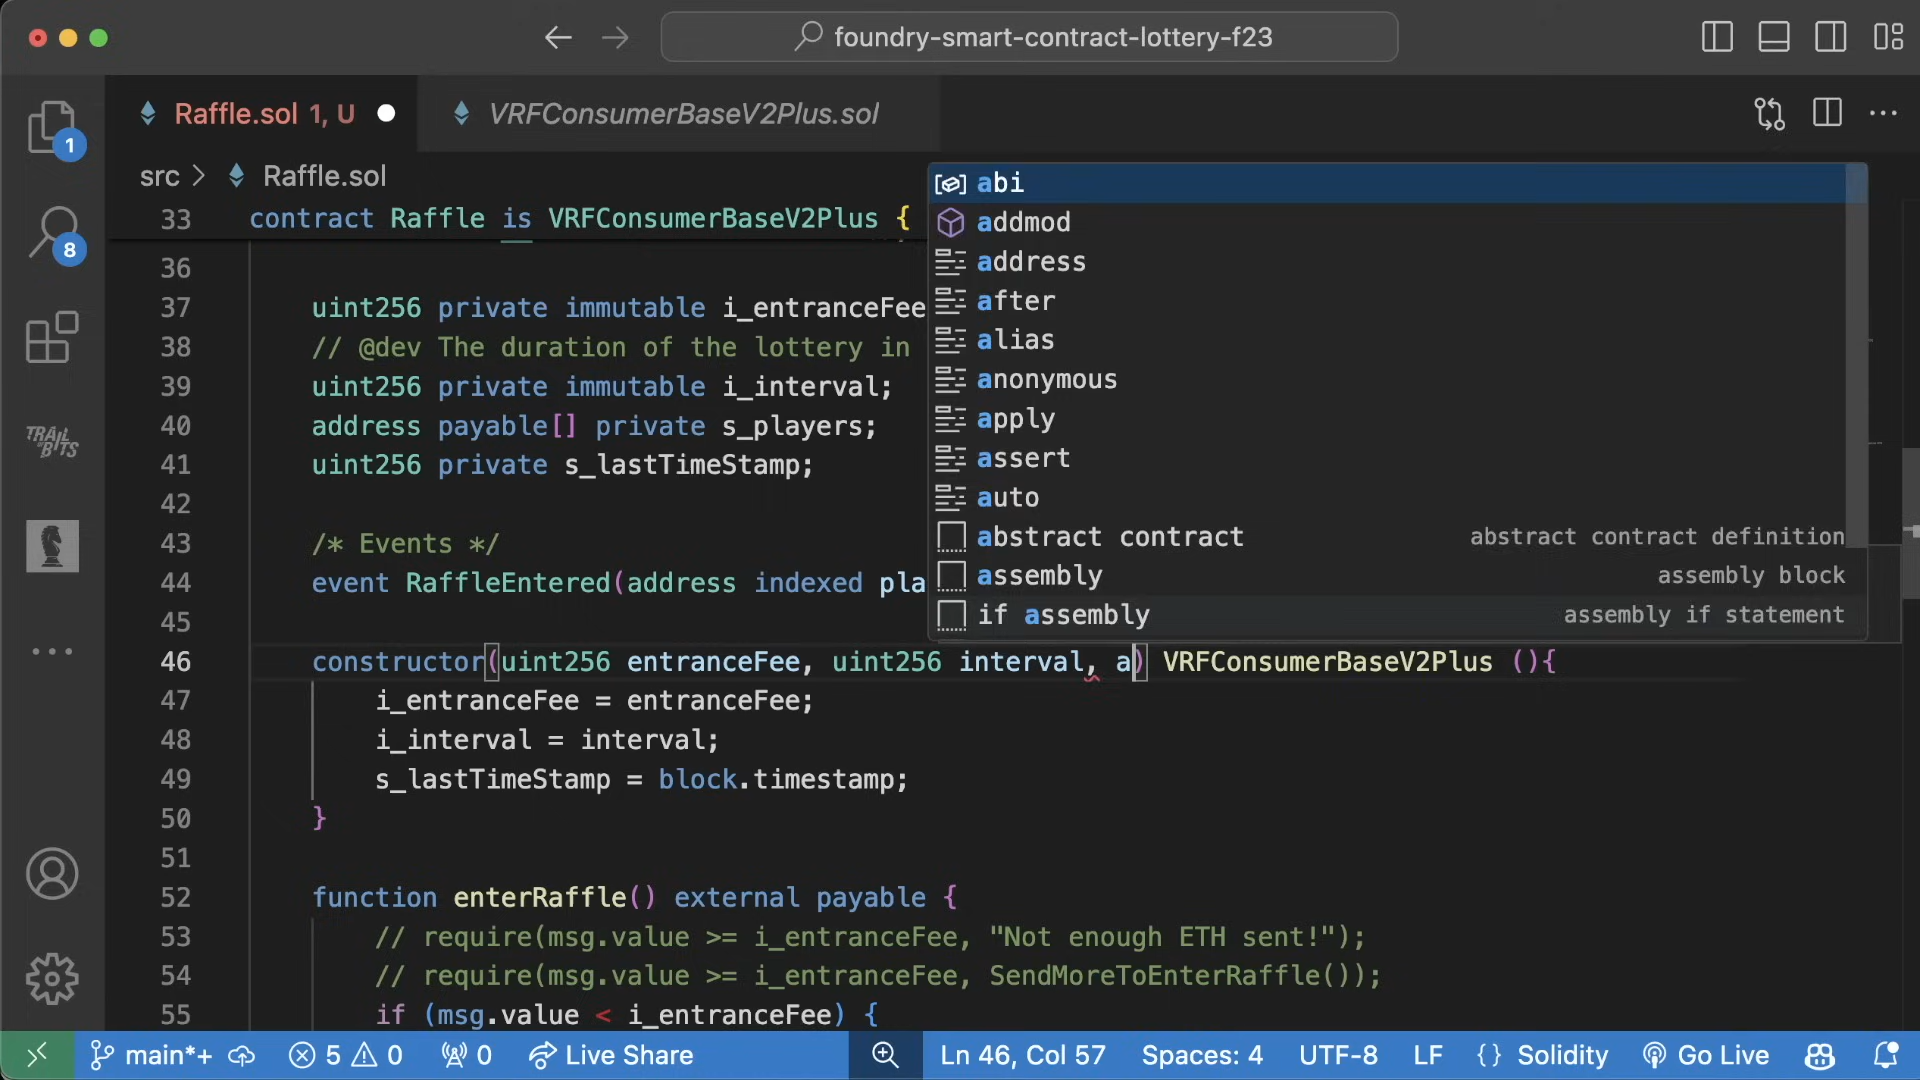 foundry-smart-contract-lottery-f23
Raffle.sol 1, U
VRFConsumerBaseV2Plus.sol
1
src > Raffle.sol
8
TRAIL OF BITS
33 contract Raffle is VRFConsumerBaseV2Plus {
36
37 uint256 private immutable i_entranceFee
38 // @dev The duration of the lottery in
39 uint256 private immutable i_interval;
40 address payable[] private s_players;
41 uint256 private s_lastTimeStamp;
42
43 /* Events */
44 event RaffleEntered(address indexed pla
45
46 constructor(uint256 entranceFee, uint256 interval, a) VRFConsumerBaseV2Plus (){
47 i_entranceFee = entranceFee;
48 i_interval = interval;
49 s_lastTimeStamp = block.timestamp;
50 }
51
52 function enterRaffle() external payable {
53 // require(msg.value >= i_entranceFee, "Not enough ETH sent!");
54 // require(msg.value >= i_entranceFee, SendMoreToEnterRaffle());
55 if (msg.value < i_entranceFee) {
abi
addmod
address
after
alias
anonymous
apply
assert
auto
abstract contract abstract contract definition
assembly assembly block
if assembly assembly if statement
main*+ 5 0 0 Live Share Ln 46, Col 57 Spaces: 4 UTF-8 LF {} Solidity Go Live